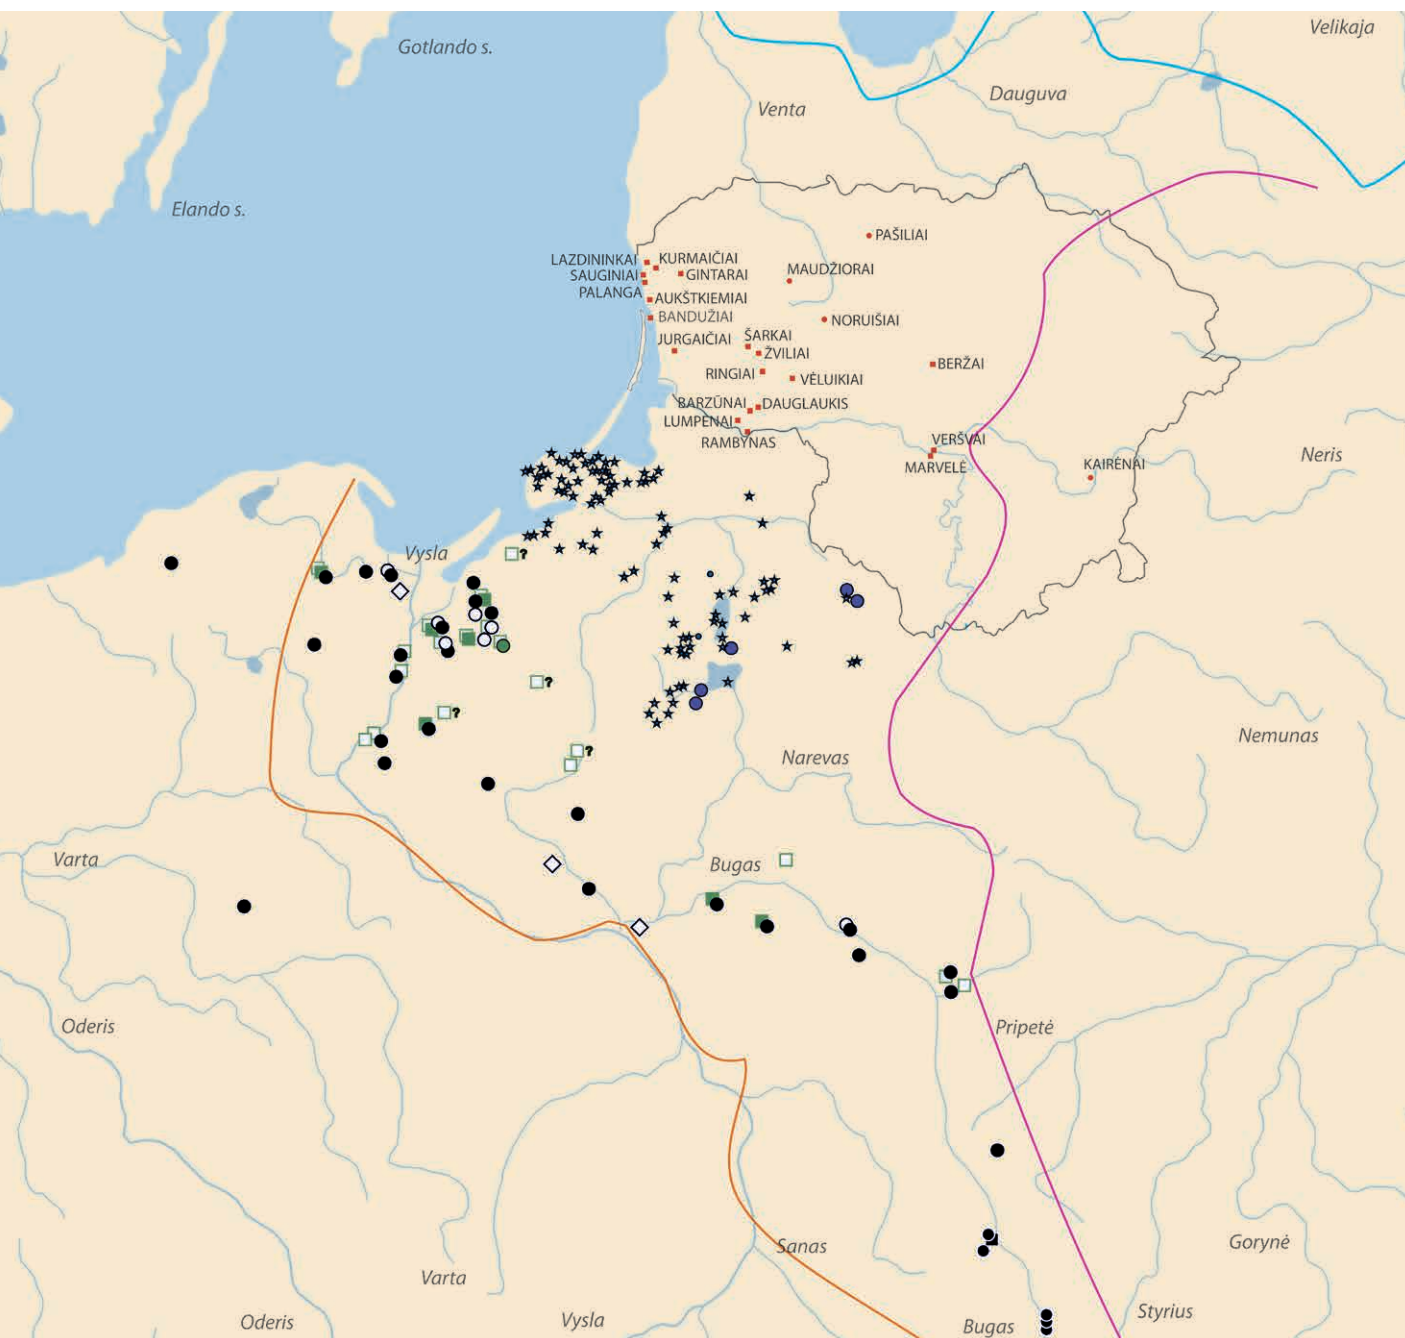 Velikaja
Gotlando s.
Dauguva
Venta
Elando s.
PAŠILIAI
LAZDININKAI
KURMAIČIAI
SAUGINIAI
GINTARAI
MAUDŽIORAI
PALANGA
AUKŠTKIEMIAI
BANDUŽIAI
NORUIŠIAI
JURGAIČIAI
ŠARKAI
ŽVILIAI
BERŽAI
RINGIAI
VĖLUIKIAI
BARZŪNAI
DAUGLAUKIS
LUMPĖNAI
RAMBYNAS
VERŠVAI
MARVELĖ
KAIRĖNAI
Neris
Vysla
?
?
?
?
Nemunas
Narevas
Varta
Bugas
Oderis
Pripetė
Sanas
Gorynė
Varta
Styrius
Oderis
Vysla
Bugas